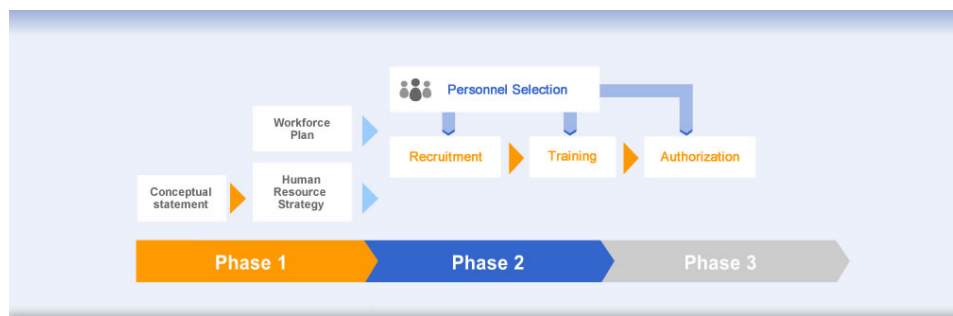 Personnel Selection
Workforce
Plan
Recruitment
Training
Authorization
Conceptual
statement
Human
Resource
Strategy
Phase 1
Phase 2
Phase 3